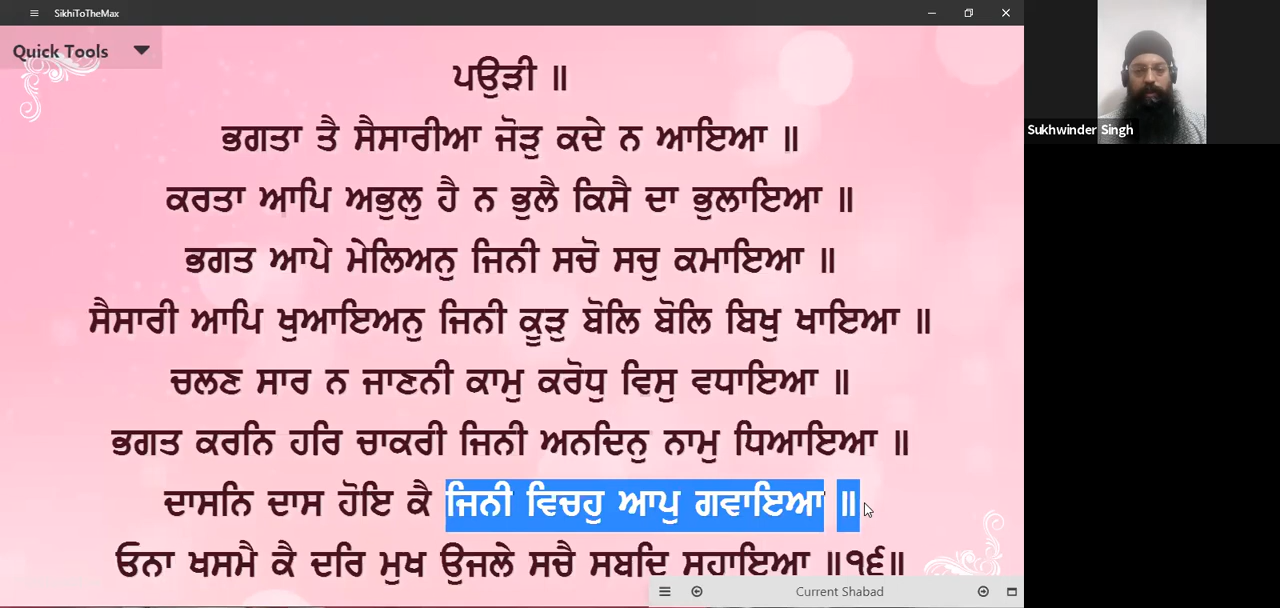 SikhiToTheMax
Quick Tools
ਪਉੜੀ ॥
ਭਗਤਾ ਤੈ ਸੈਸਾਰੀਆ ਜੋੜੁ ਕਦੇ ਨ ਆਇਆ ॥
ਕਰਤਾ ਆਪਿ ਅਭੁਲੁ ਹੈ ਨ ਭੁਲੈ ਕਿਸੈ ਦਾ ਭੁਲਾਇਆ ॥
ਭਗਤ ਆਪੇ ਮੇਲਿਅਨੁ ਜਿਨੀ ਸਚੋ ਸਚੁ ਕਮਾਇਆ ॥
ਸੈਸਾਰੀ ਆਪਿ ਖੁਆਇਅਨੁ ਜਿਨੀ ਕੂੜੁ ਬੋਲਿ ਬੋਲਿ ਬਿਖੁ ਖਾਇਆ ॥
ਚਲਣ ਸਾਰ ਨ ਜਾਣਨੀ ਕਾਮੁ ਕਰੋਧੁ ਵਿਸੁ ਵਧਾਇਆ ॥
ਭਗਤ ਕਰਨਿ ਹਰਿ ਚਾਕਰੀ ਜਿਨੀ ਅਨਦਿਨੁ ਨਾਮੁ ਧਿਆਇਆ ॥
ਦਾਸਨਿ ਦਾਸ ਹੋਇ ਕੈ ਜਿਨੀ ਵਿਚਹੁ ਆਪੁ ਗਵਾਇਆ ॥
ਓਨਾ ਖਸਮੈ ਕੈ ਦਰਿ ਮੁਖ ਉਜਲੇ ਸਚੈ ਸਬਦਿ ਸੁਹਾਇਆ ॥੧੬॥
Current Shabad
Sukhwinder Singh